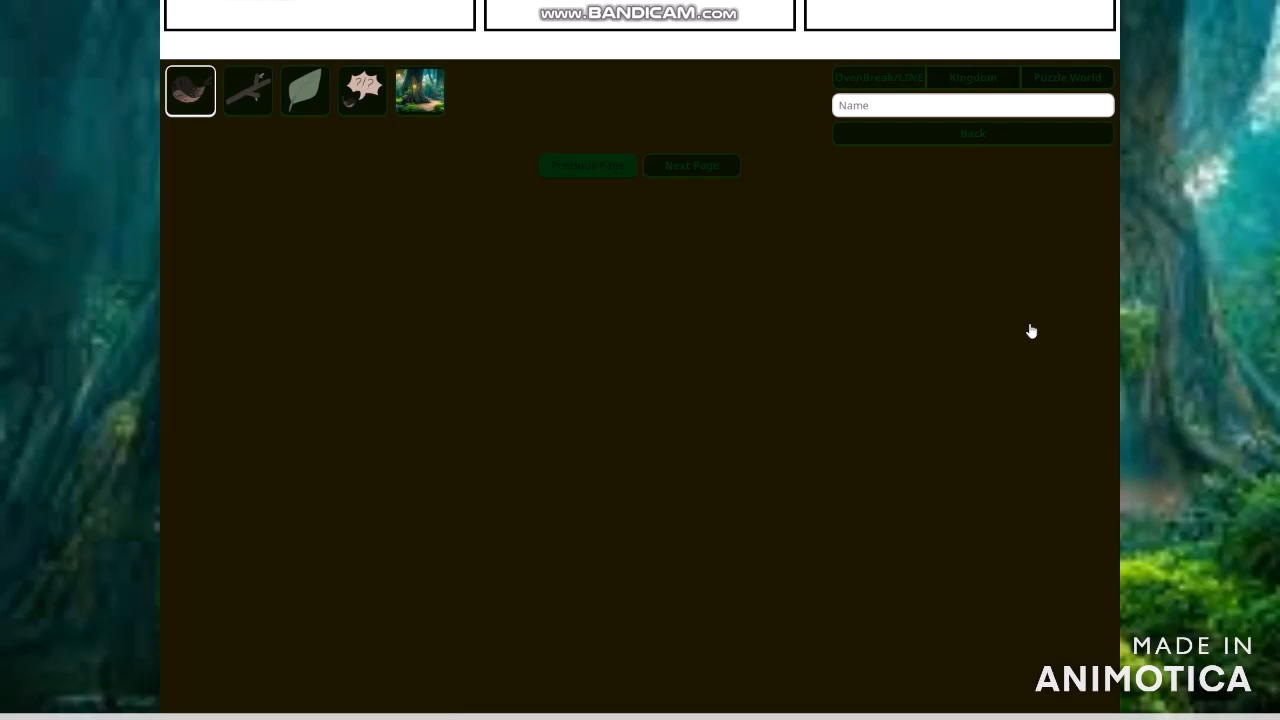 www.BANDICAM.com
?/?
OvenBreak/LINE Kingdom Puzzle World
Name
Back
Previous Page Next Page
MADE IN
ANIMOTICA